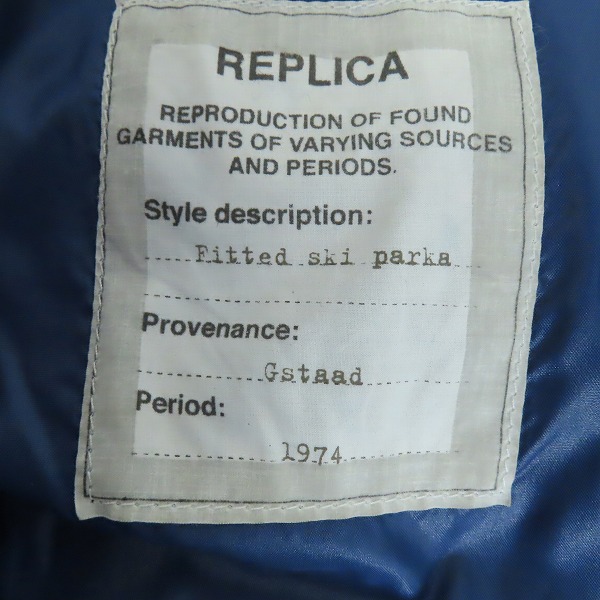 REPLICA
REPRODUCTION OF FOUND
GARMENTS OF VARYING SOURCES
AND PERIODS.
Style description:
Fitted ski parka
Provenance:
Gstaad
Period:
1974